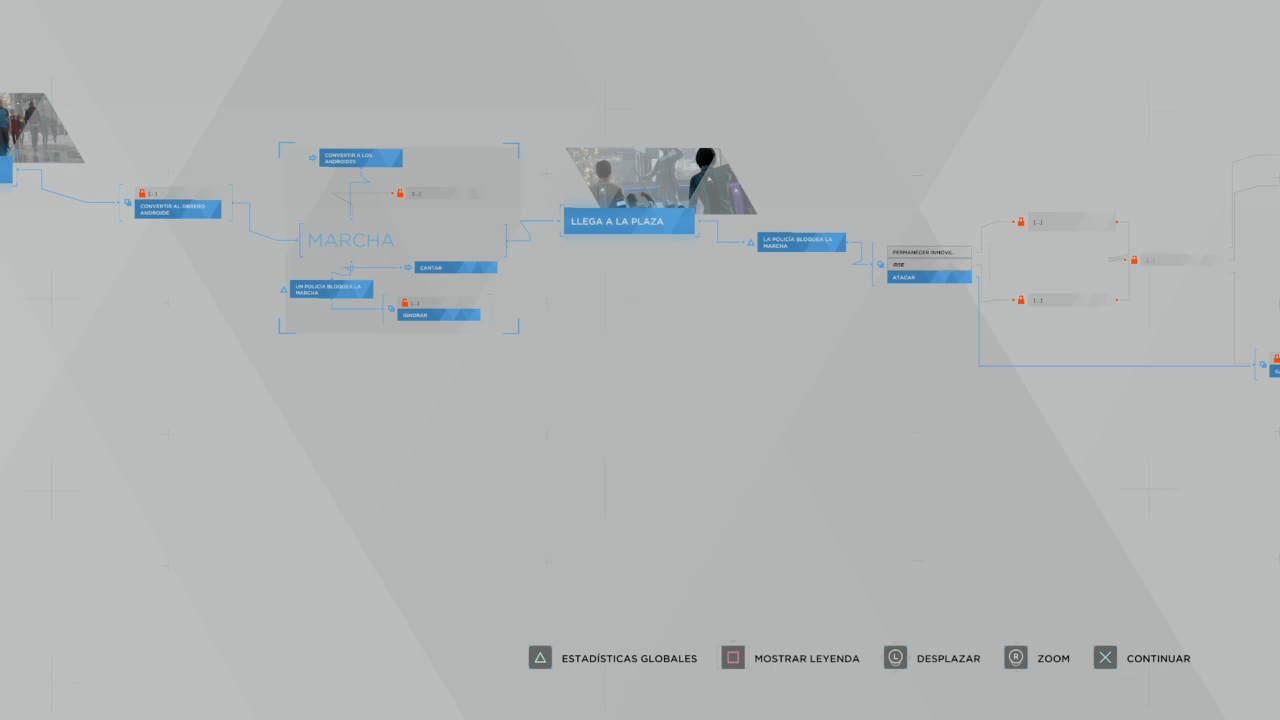 [...]
CONVERTIR AL OBRERO
ANDROIDE
CONVERTIR A LOS
ANDROIDES
[...]
MARCHA
CANTAR
UN POLICÍA BLOQUEA LA
MARCHA
[...]
IGNORAR
LLEGA A LA PLAZA
LA POLICÍA BLOQUEA LA
MARCHA
PERMANECER INMÓVIL
IRSE
ATACAR
[...]
[...]
[...]
ESTADÍSTICAS GLOBALES
MOSTRAR LEYENDA
L
DESPLAZAR
R
ZOOM
CONTINUAR